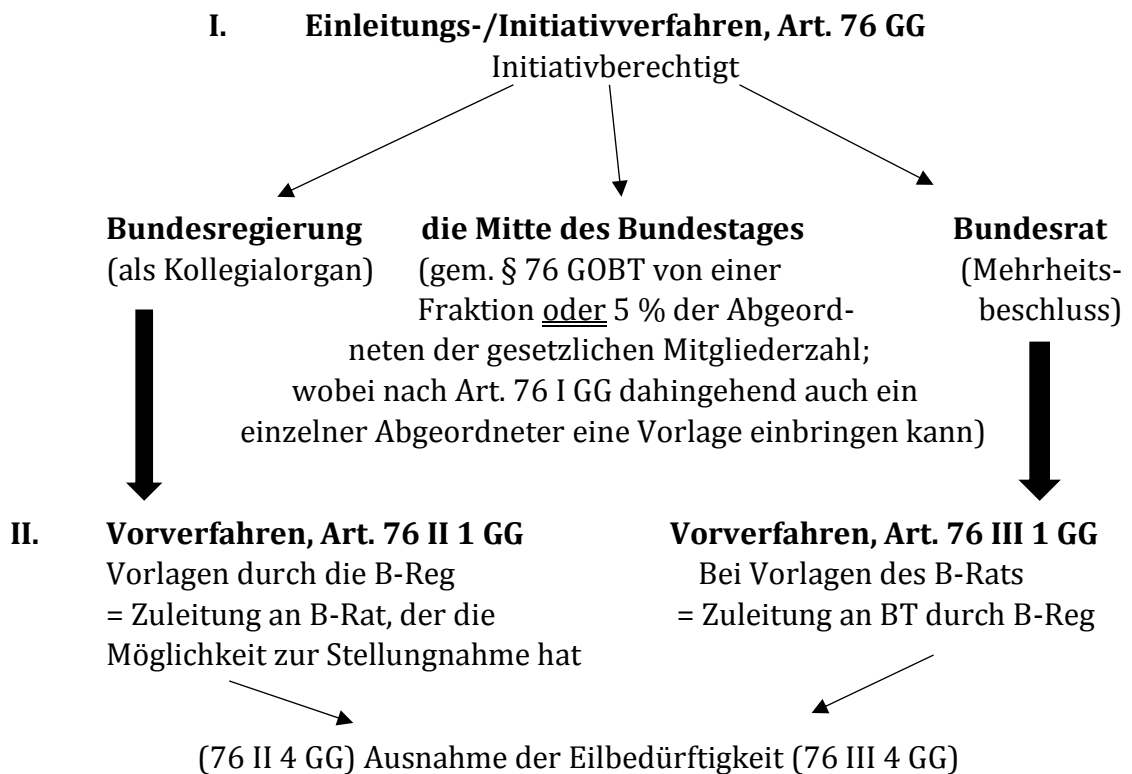 I. Einleitungs-/Initiativverfahren, Art. 76 GG
Initiativberechtigt
Bundesregierung
(als Kollegialorgan)
die Mitte des Bundestages
(gem. § 76 GOBT von einer
Fraktion oder 5 % der Abgeord-
neten der gesetzlichen Mitgliederzahl;
wobei nach Art. 76 I GG dahingehend auch ein
einzelner Abgeordneter eine Vorlage einbringen kann)
Bundesrat
(Mehrheits-
beschluss)
II. Vorverfahren, Art. 76 II 1 GG
Vorlagen durch die B-Reg
= Zuleitung an B-Rat, der die
Möglichkeit zur Stellungnahme hat
Vorverfahren, Art. 76 III 1 GG
Bei Vorlagen des B-Rats
= Zuleitung an BT durch B-Reg
(76 II 4 GG) Ausnahme der Eilbedürftigkeit (76 III 4 GG)